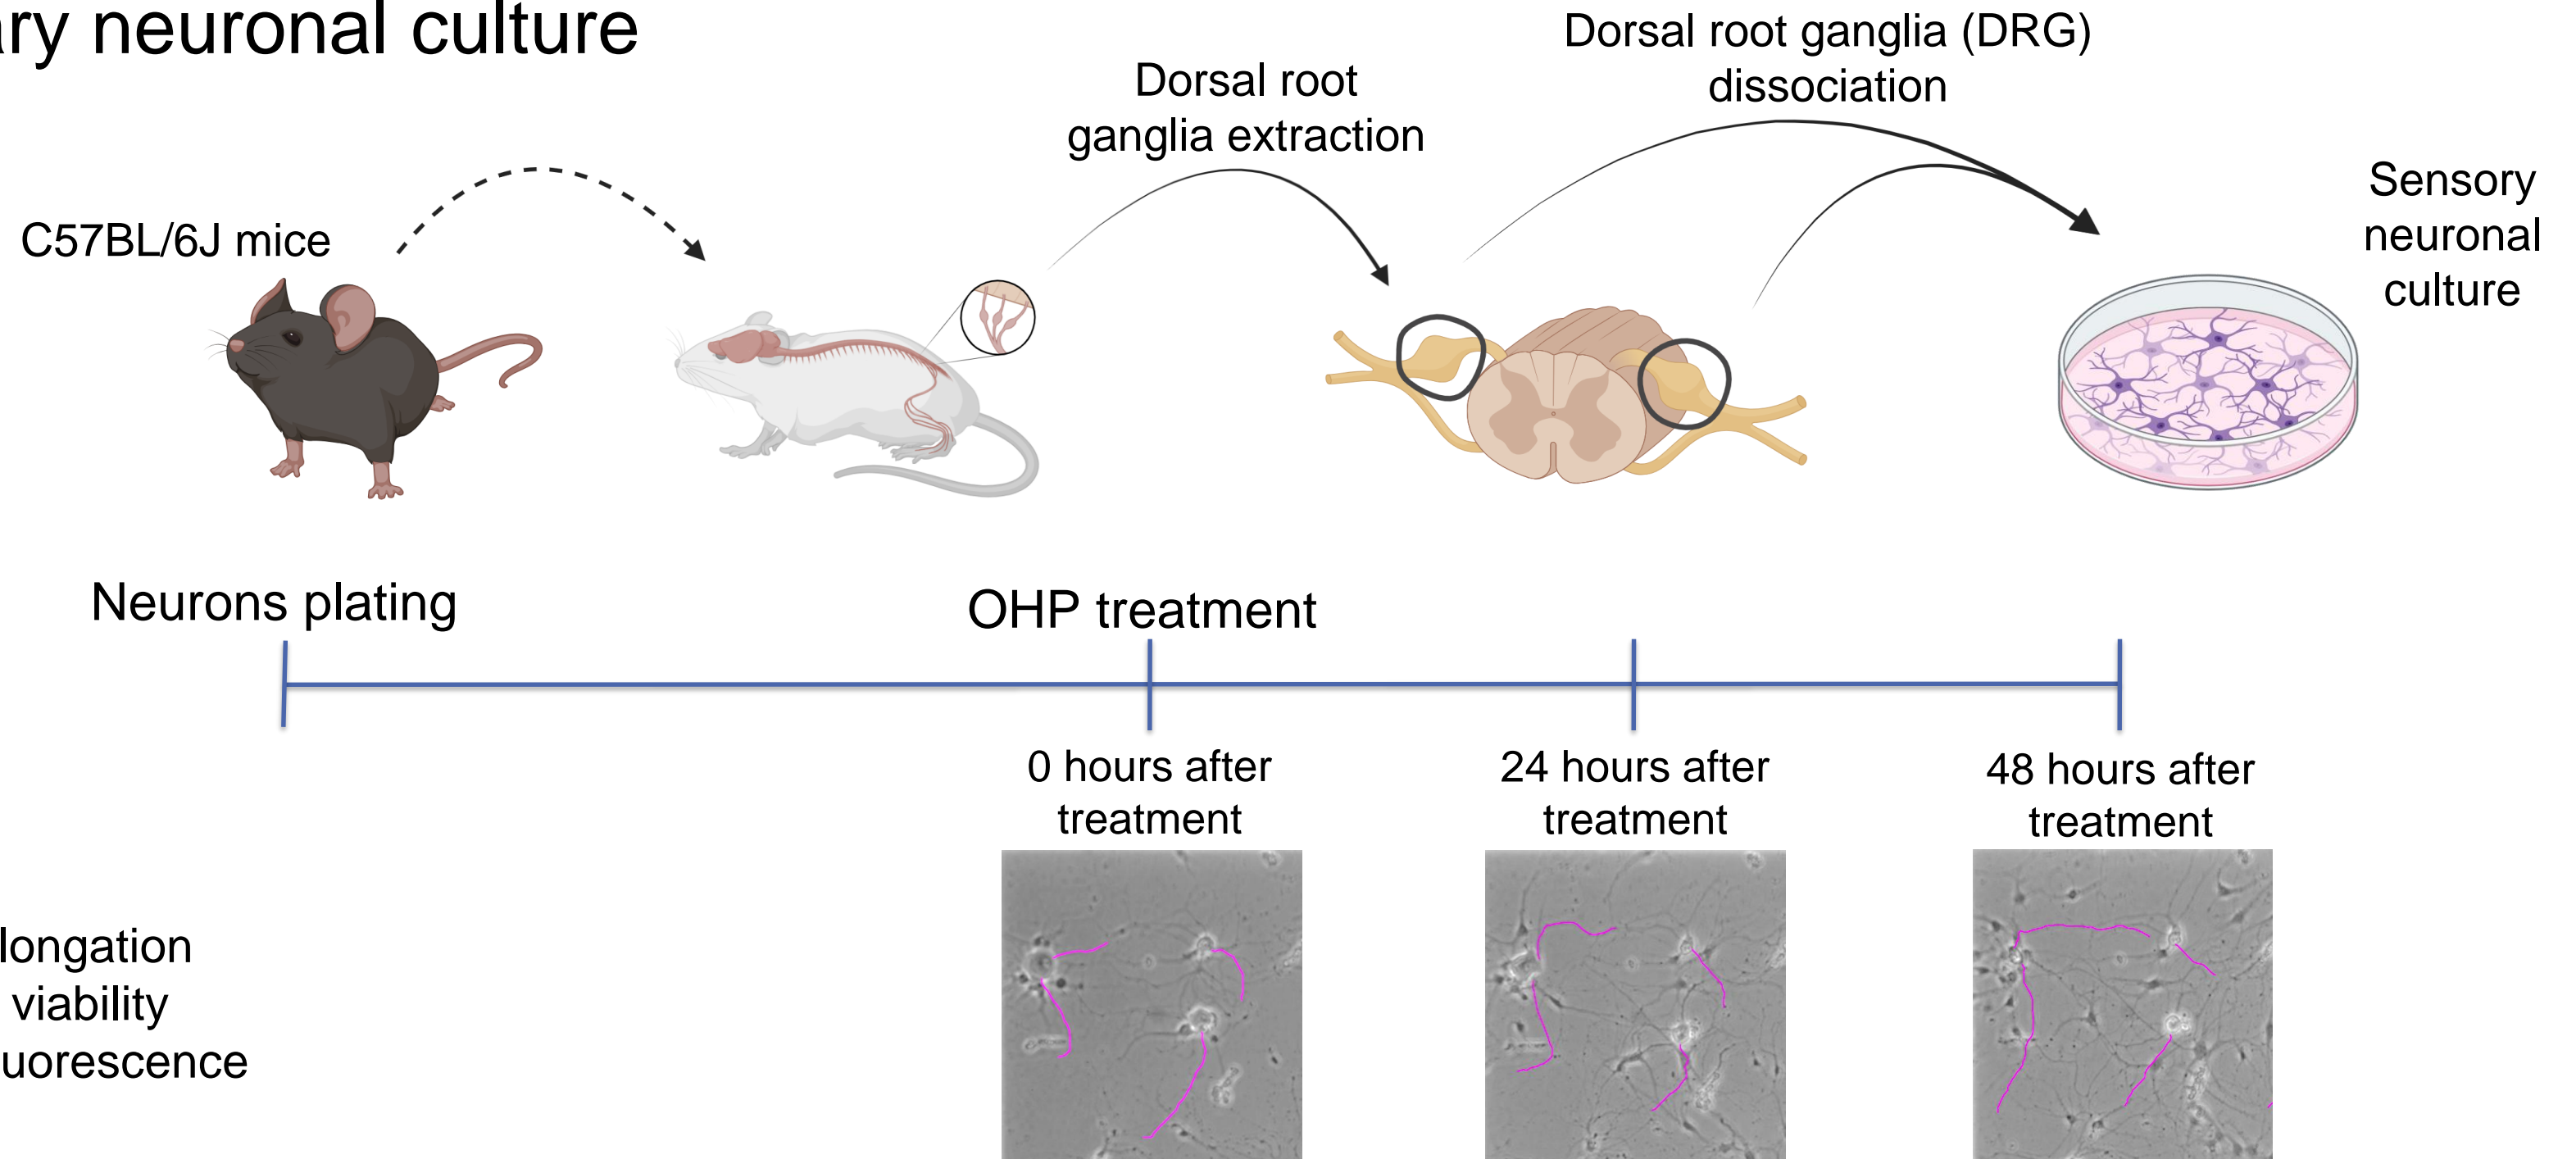 ary neuronal culture
Dorsal root
ganglia extraction
Dorsal root ganglia (DRG)
dissociation
C57BL/6J mice
Sensory
neuronal
culture
Neurons plating
OHP treatment
0 hours after
treatment
24 hours after
treatment
48 hours after
treatment
longation
viability
uorescence